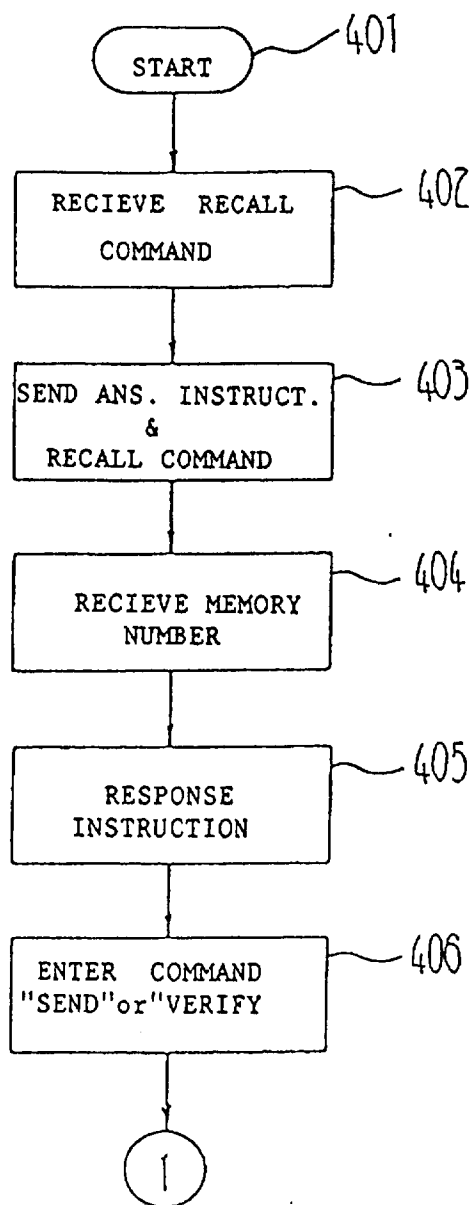 START
401
RECIEVE RECALL
COMMAND
402
SEND ANS. INSTRUCT.
&
RECALL COMMAND
403
RECIEVE MEMORY
NUMBER
404
RESPONSE
INSTRUCTION
405
ENTER COMMAND
"SEND"or"VERIFY
406
1